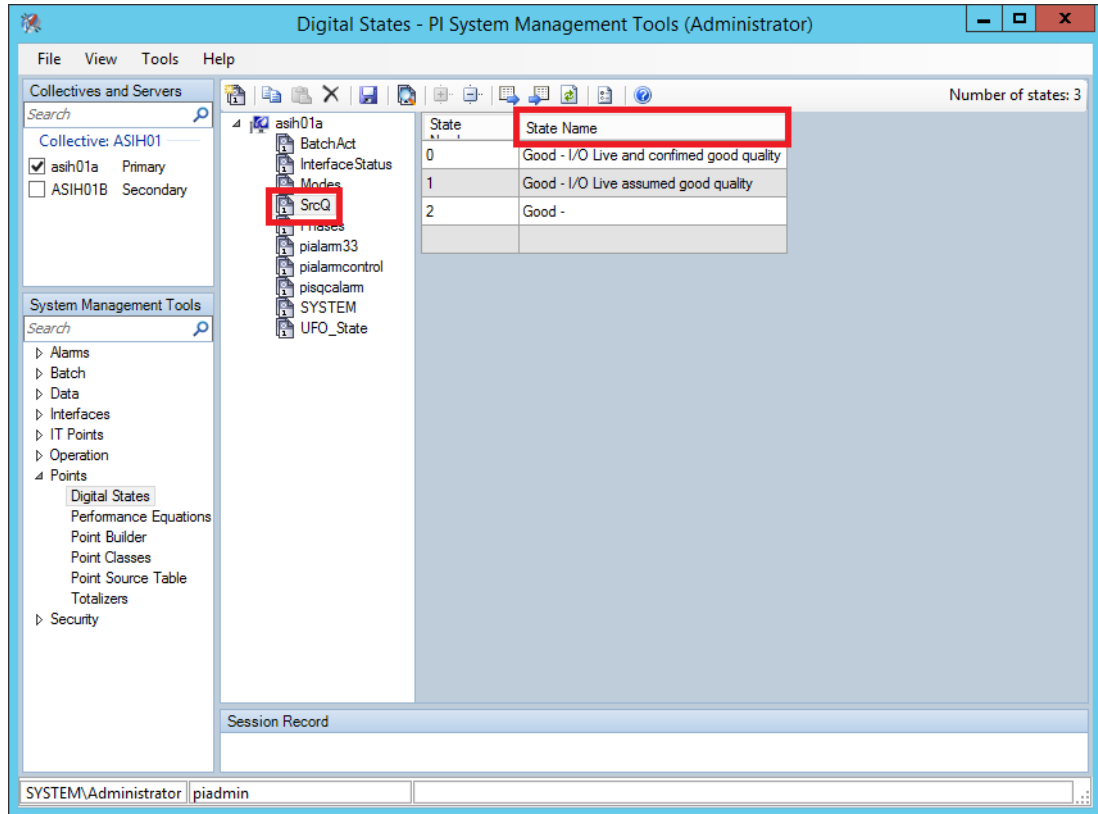 Digital States - PI System Management Tools (Administrator)
File View Tools Help
Collectives and Servers
Search
Collective: ASIH01
asih01a Primary
ASIH01B Secondary
System Management Tools
Search
Alarms
Batch
Data
Interfaces
IT Points
Operation
Points
Digital States
Performance Equations
Point Builder
Point Classes
Point Source Table
Totalizers
Security
Number of states: 3
asih01a
BatchAct
InterfaceStatus
Modes
SrcQ
Phases
pialarm33
pialarmcontrol
pisqcalarm
SYSTEM
UFO_State
State State Name
0 Good - I/O Live and confimed good quality
1 Good - I/O Live assumed good quality
2 Good -
Session Record
SYSTEM\Administrator piadmin